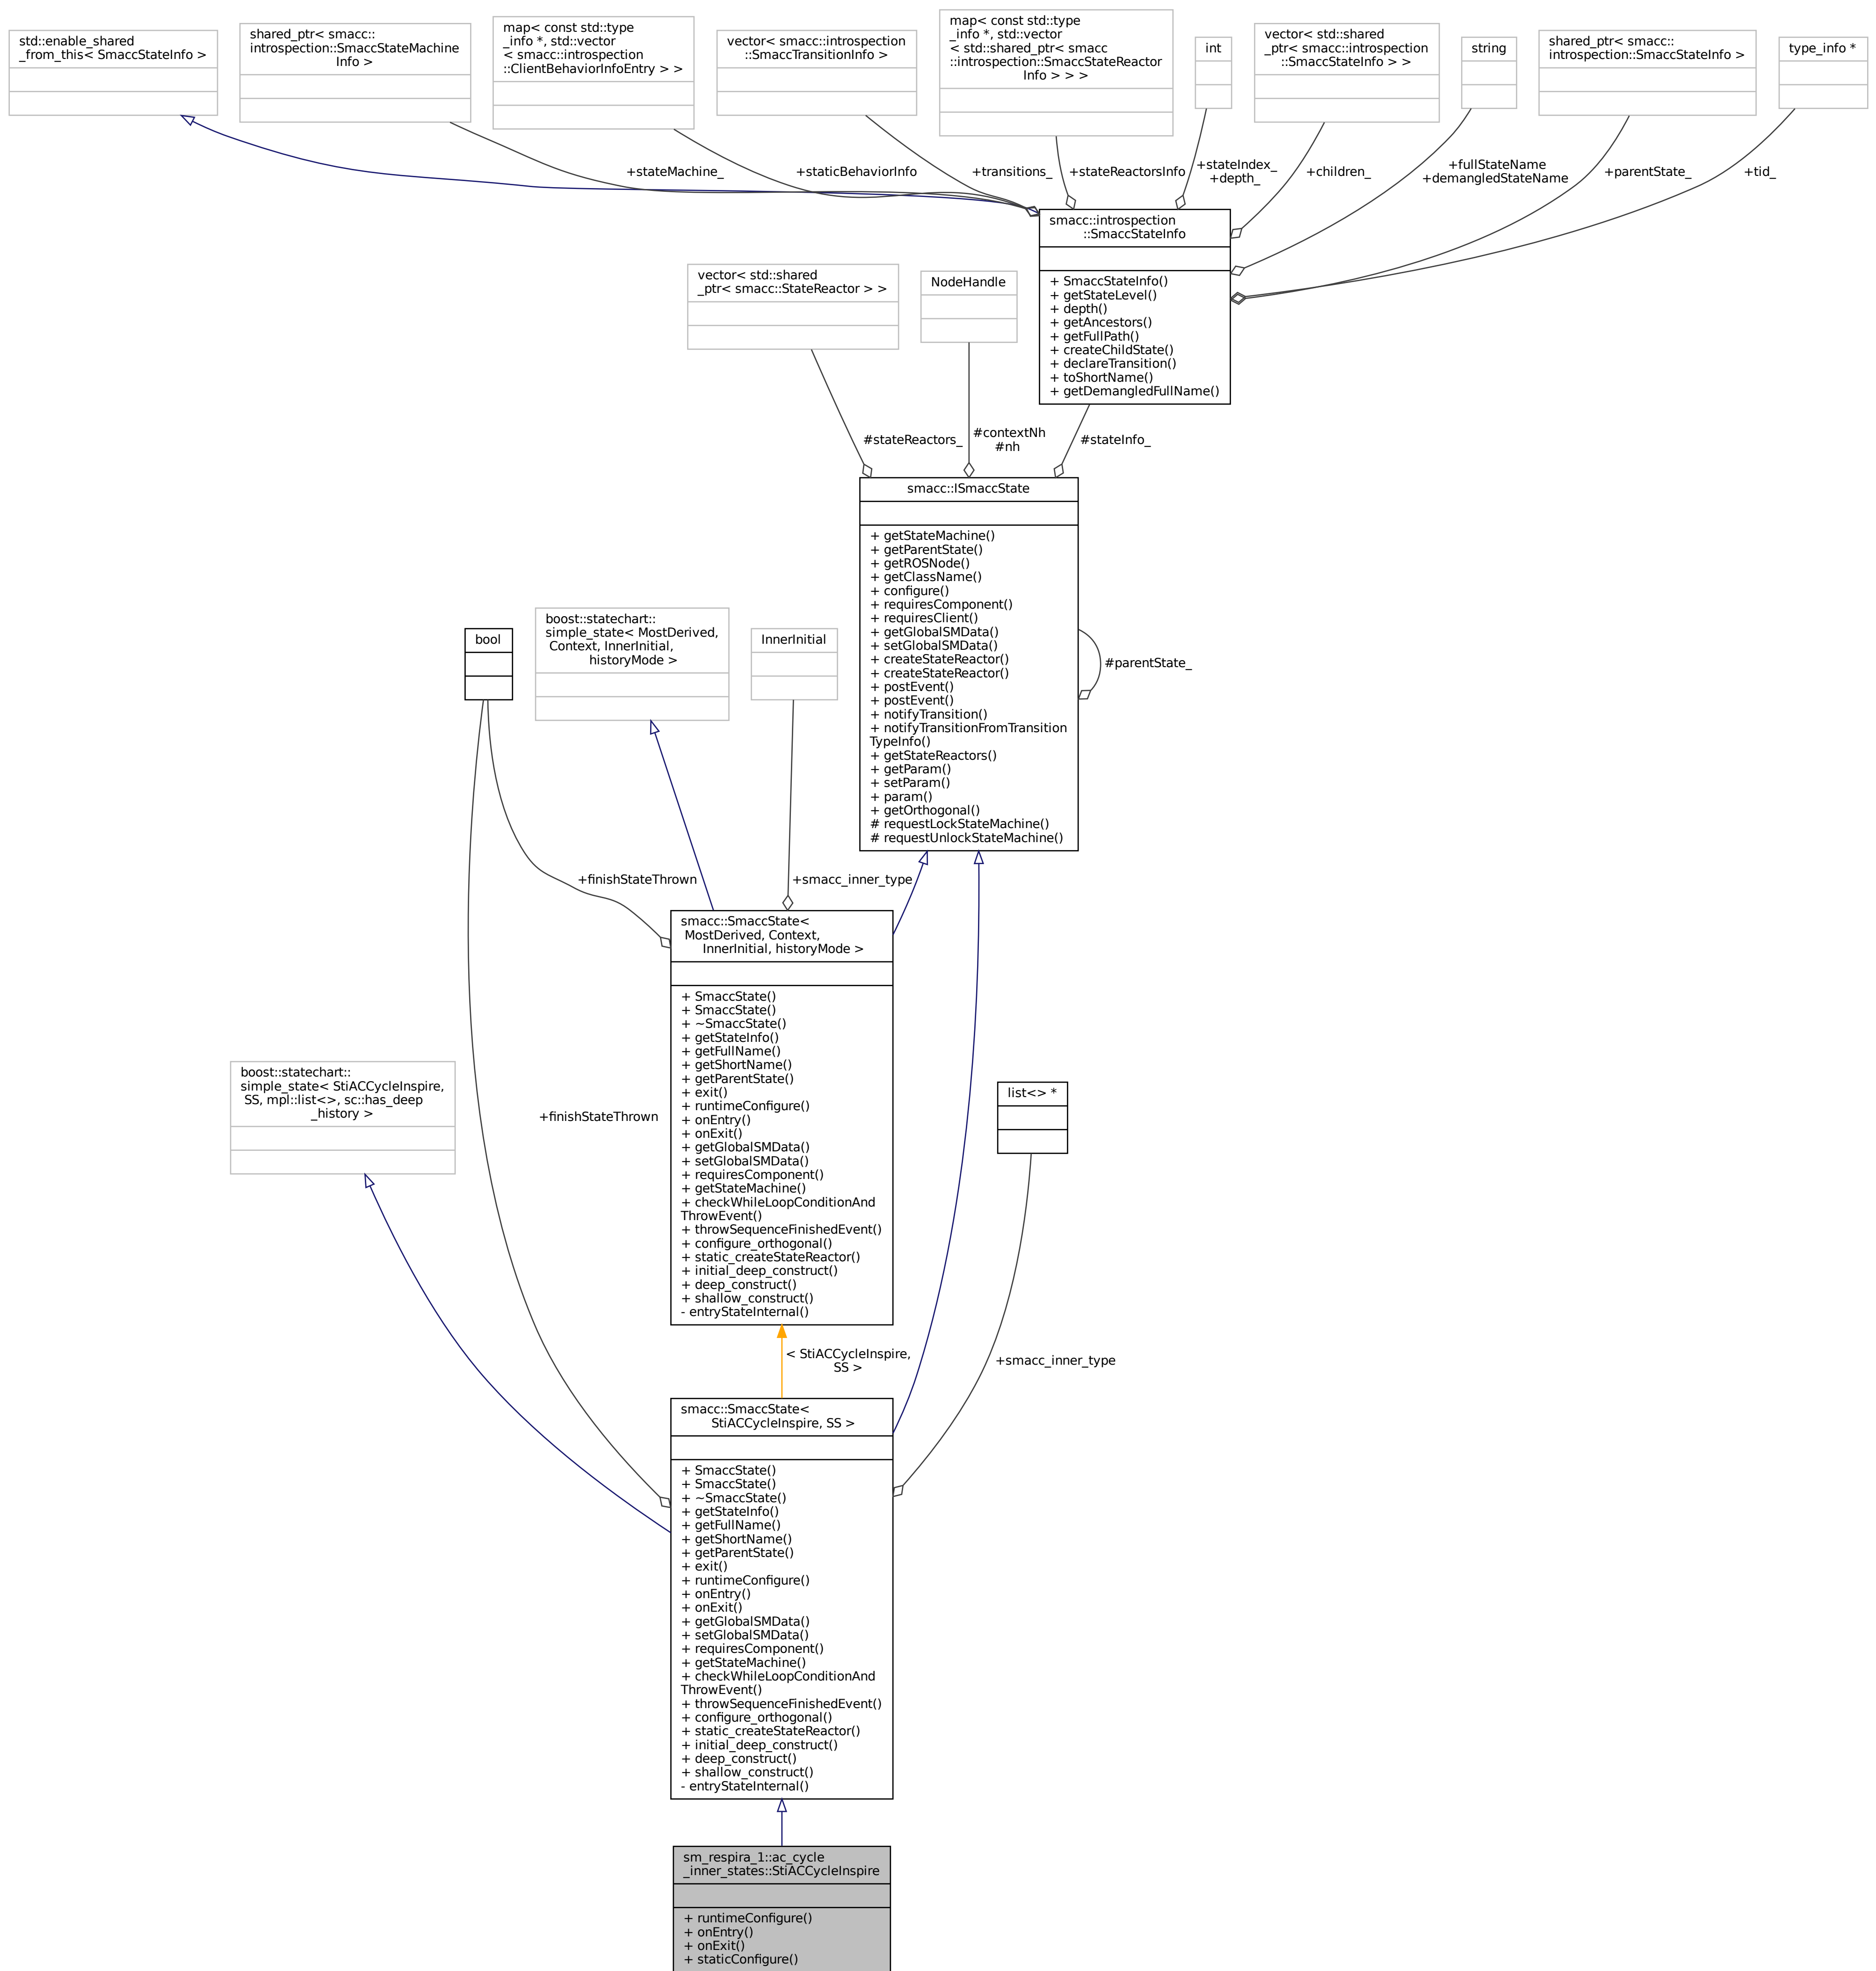 std::enable_shared
_from_this< SmaccStateInfo >
shared_ptr< smacc::
introspection::SmaccStateMachine
Info >
map< const std::type
_info *, std::vector
< smacc::introspection
::ClientBehaviorInfoEntry > >
vector< smacc::introspection
::SmaccTransitionInfo >
map< const std::type
_info *, std::vector
< std::shared_ptr< smacc
::introspection::SmaccStateReactor
Info > > >
int
vector< std::shared
_ptr< smacc::introspection
::SmaccStateInfo > >
string
shared_ptr< smacc::
introspection::SmaccStateInfo >
type_info *
+stateMachine_
+staticBehaviorInfo
+transitions_
+stateReactorsInfo
+stateIndex_
+depth_
+children_
+fullStateName
+demangledStateName
+parentState_
+tid_
smacc::introspection
::SmaccStateInfo
+ SmaccStateInfo()
+ getStateLevel()
+ depth()
+ getAncestors()
+ getFullPath()
+ createChildState()
+ declareTransition()
+ toShortName()
+ getDemangledFullName()
vector< std::shared
_ptr< smacc::StateReactor > >
NodeHandle
#stateReactors_
#contextNh
#nh
#stateInfo_
smacc::ISmaccState
+ getStateMachine()
+ getParentState()
+ getROSNode()
+ getClassName()
+ configure()
+ requiresComponent()
+ requiresClient()
+ getGlobalSMData()
+ setGlobalSMData()
+ createStateReactor()
+ createStateReactor()
+ postEvent()
+ postEvent()
+ notifyTransition()
+ notifyTransitionFromTransition
TypeInfo()
+ getStateReactors()
+ getParam()
+ setParam()
+ param()
+ getOrthogonal()
# requestLockStateMachine()
# requestUnlockStateMachine()
#parentState_
bool
boost::statechart::
simple_state< MostDerived,
Context, InnerInitial,
historyMode >
InnerInitial
+finishStateThrown
+smacc_inner_type
smacc::SmaccState<
MostDerived, Context,
InnerInitial, historyMode >
+ SmaccState()
+ SmaccState()
+ ~SmaccState()
+ getStateInfo()
+ getFullName()
+ getShortName()
+ getParentState()
+ exit()
+ runtimeConfigure()
+ onEntry()
+ onExit()
+ getGlobalSMData()
+ setGlobalSMData()
+ requiresComponent()
+ getStateMachine()
+ checkWhileLoopConditionAnd
ThrowEvent()
+ throwSequenceFinishedEvent()
+ configure_orthogonal()
+ static_createStateReactor()
+ initial_deep_construct()
+ deep_construct()
+ shallow_construct()
- entryStateInternal()
boost::statechart::
simple_state< StiACCycleInspire,
SS, mpl::list<>, sc::has_deep
_history >
+finishStateThrown
list<> *
< StiACCycleInspire,
SS >
+smacc_inner_type
smacc::SmaccState<
StiACCycleInspire, SS >
+ SmaccState()
+ SmaccState()
+ ~SmaccState()
+ getStateInfo()
+ getFullName()
+ getShortName()
+ getParentState()
+ exit()
+ runtimeConfigure()
+ onEntry()
+ onExit()
+ getGlobalSMData()
+ setGlobalSMData()
+ requiresComponent()
+ getStateMachine()
+ checkWhileLoopConditionAnd
ThrowEvent()
+ throwSequenceFinishedEvent()
+ configure_orthogonal()
+ static_createStateReactor()
+ initial_deep_construct()
+ deep_construct()
+ shallow_construct()
- entryStateInternal()
sm_respira_1::ac_cycle
_inner_states::StiACCycleInspire
+ runtimeConfigure()
+ onEntry()
+ onExit()
+ staticConfigure()